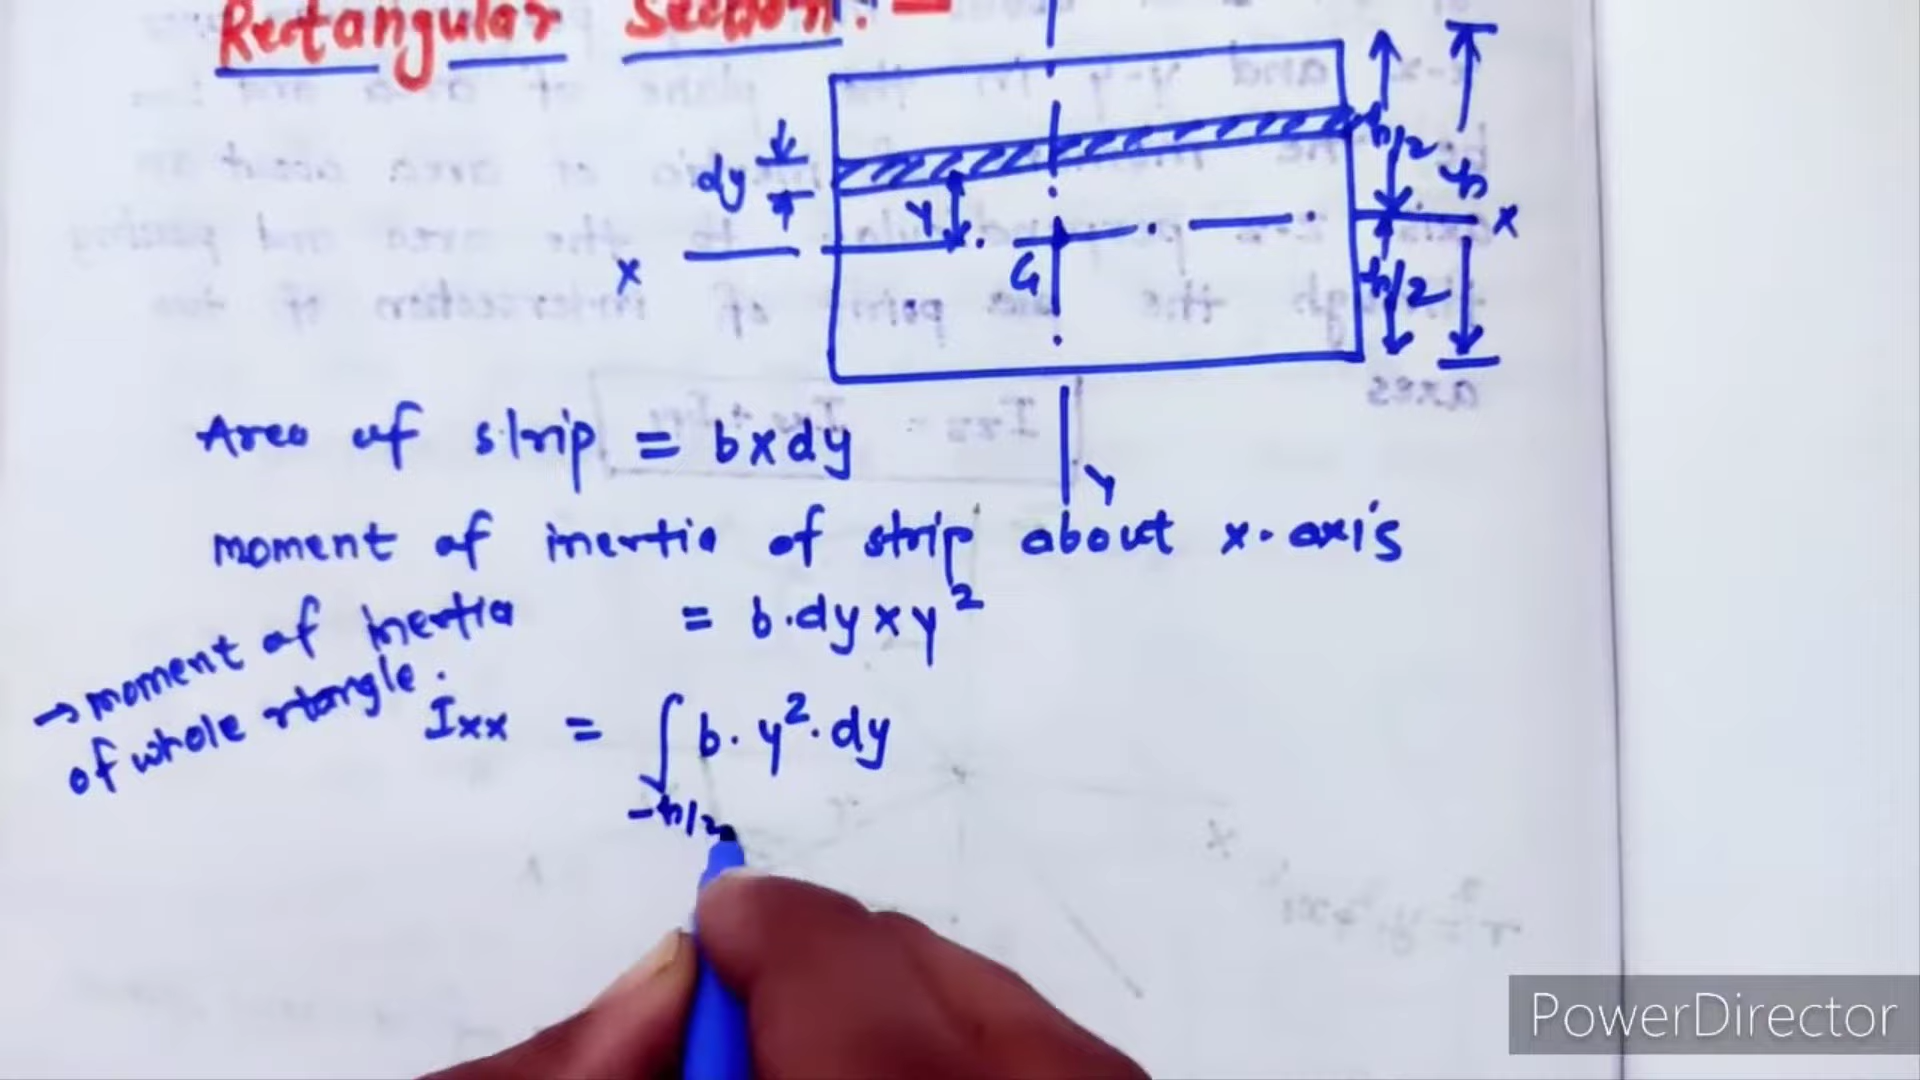 Rectangular Section:-
h/2
h
dy
Y
x
x
G
h/2
Area of strip = bxdy
Y
moment of inertia of strip about x-axis
= b.dy x y²
→ moment of inertia
of whole rtangle.
Ixx = ∫ b. y². dy
-h/2
PowerDirector